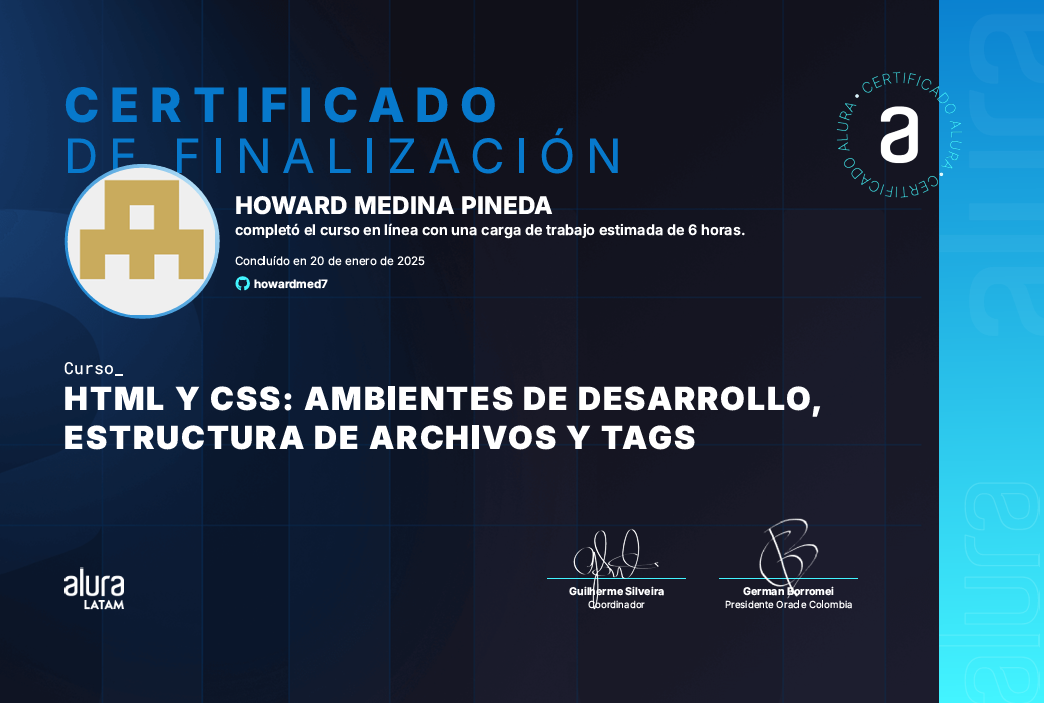 CERTIFICADO
DE FINALIZACIÓN
CERTIFICADO ALURA • CERTIFICADO ALURA •
a
HOWARD MEDINA PINEDA
completó el curso en línea con una carga de trabajo estimada de 6 horas.
Concluído en 20 de enero de 2025
howardmed7
Curso_
HTML Y CSS: AMBIENTES DE DESARROLLO,
ESTRUCTURA DE ARCHIVOS Y TAGS
alura
LATAM
Guilherme Silveira
Coordinador
German Borromei
Presidente Oracle Colombia
alura
alura